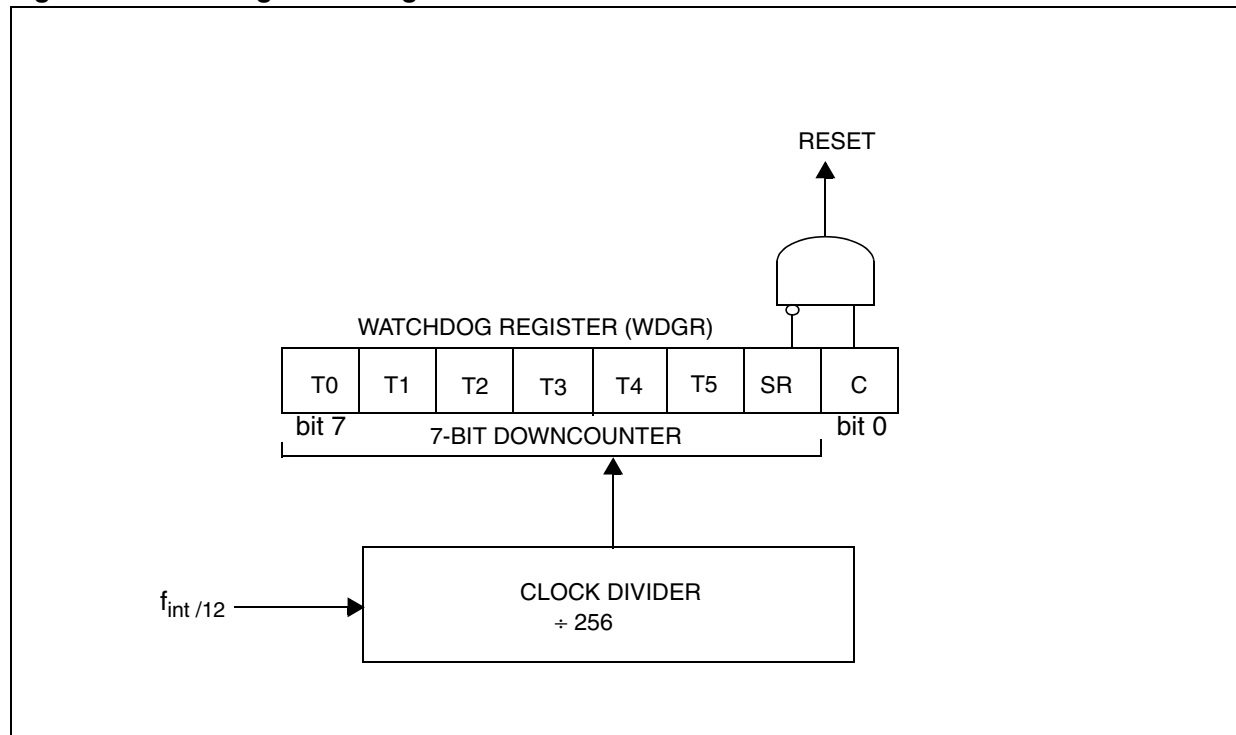 RESET
WATCHDOG REGISTER (WDGR)
T0 T1 T2 T3 T4 T5 SR C
bit 7 7-BIT DOWNCOUNTER bit 0
CLOCK DIVIDER
fint /12
÷ 256